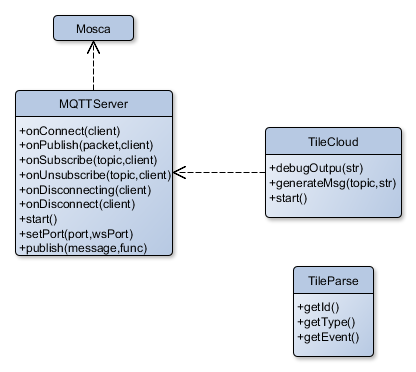 Mosca
MQTTServer
+onConnect(client)
+onPublish(packet,client)
+onSubscribe(topic,client)
+onUnsubscribe(topic,client)
+onDisconnecting(client)
+onDisconnect(client)
+start()
+setPort(port,wsPort)
+publish(message,func)
TileCloud
+debugOutpu(str)
+generateMsg(topic,str)
+start()
TileParse
+getId()
+getType()
+getEvent()